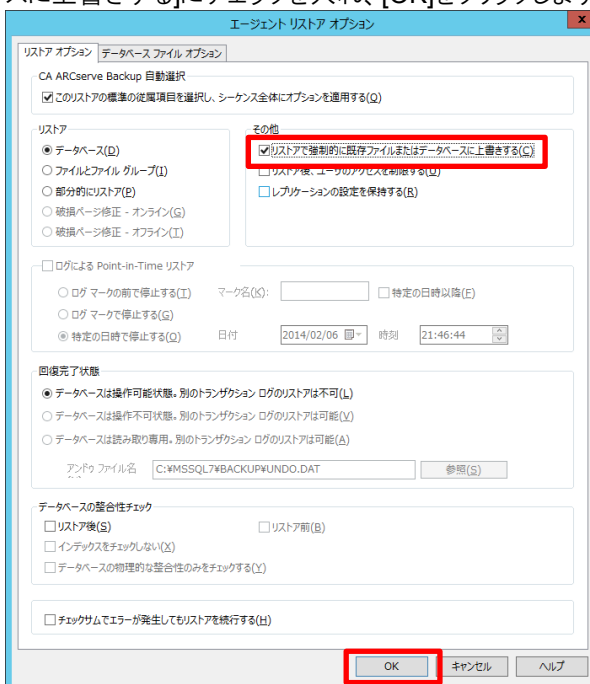 スに上書きする]にチェックを入れ、[OK]をクリックします
エージェント リストア オプション
x
リストア オプション データベース ファイル オプション
CA ARCserve Backup 自動選択
このリストアの標準の従属項目を選択し、シーケンス全体にオプションを適用する(Q)
リストア
データベース(D)
ファイルとファイル グループ(I)
部分的にリストア(P)
破損ページ修正 - オンライン(G)
破損ページ修正 - オフライン(T)
その他
リストアで強制的に既存ファイルまたはデータベースに上書きする(C)
リストア後、ユーザのアクセスを制限する(U)
レプリケーションの設定を保持する(R)
ログによる Point-in-Time リストア
ログ マークの前で停止する(T) マーク名(K): 特定の日時以降(F)
ログ マークで停止する(G)
特定の日時で停止する(O) 日付 2014/02/06 時刻 21:46:44
回復完了状態
データベースは操作可能状態。別のトランザクション ログのリストアは不可(L)
データベースは操作不可状態。別のトランザクション ログのリストアは可能(V)
データベースは読み取り専用。別のトランザクション ログのリストアは可能(A)
アンドゥ ファイル名 C:¥MSSQL7¥BACKUP¥UNDO.DAT 参照(S)
データベースの整合性チェック
リストア後(S) リストア前(B)
インデックスをチェックしない(X)
データベースの物理的な整合性のみをチェックする(Y)
チェックサムでエラーが発生してもリストアを続行する(H)
OK キャンセル ヘルプ